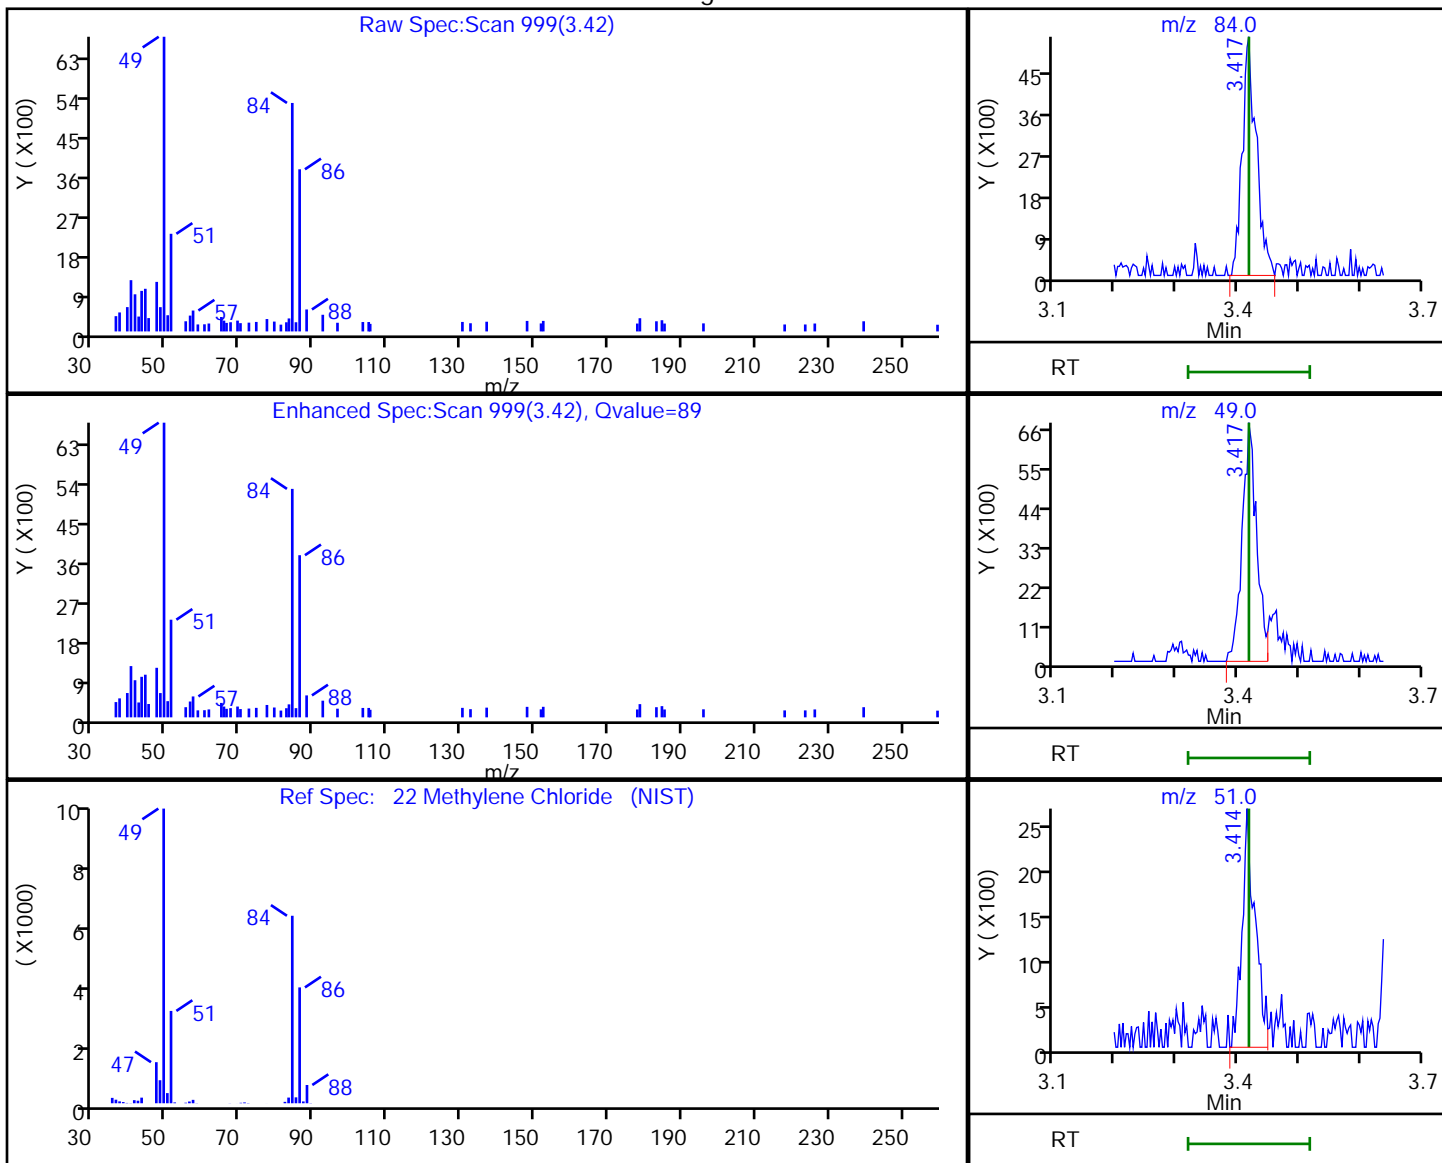 Raw Spec:Scan 999(3.42)
Y ( X100)
63
54
45
36
27
18
9
0
49
84
86
51
57
88
30 50 70 90 110 130 150 170 190 210 230 250
m/z
m/z 84.0
Y ( X100)
45
36
27
18
9
0
3.417
3.1 3.4 3.7
Min
RT
Enhanced Spec:Scan 999(3.42), Qvalue=89
Y ( X100)
63
54
45
36
27
18
9
0
49
84
86
51
57
88
30 50 70 90 110 130 150 170 190 210 230 250
m/z
m/z 49.0
Y ( X100)
66
55
44
33
22
11
0
3.417
3.1 3.4 3.7
Min
RT
Ref Spec: 22 Methylene Chloride (NIST)
( X1000)
10
8
6
4
2
0
49
84
86
51
47
88
30 50 70 90 110 130 150 170 190 210 230 250
m/z 51.0
Y ( X100)
25
20
15
10
5
0
3.414
3.1 3.4 3.7
Min
RT